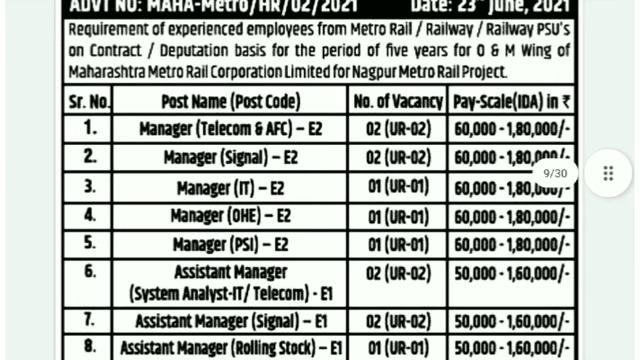 ADVT NO: MAHA-Metro/HR/02/2021 Date: 23rd June, 2021
Requirement of experienced employees from Metro Rail / Railway / Railway PSU's
on Contract / Deputation basis for the period of five years for O & M Wing of
Maharashtra Metro Rail Corporation Limited for Nagpur Metro Rail Project.
Sr. No. Post Name (Post Code) No. of Vacancy Pay-Scale(IDA) in ₹
1. Manager (Telecom & AFC) – E2 02 (UR-02) 60,000 - 1,80,000/-
2. Manager (Signal) – E2 02 (UR-02) 60,000 - 1,80,000/-
9/30
3. Manager (IT) – E2 01 (UR-01) 60,000 - 1,80,000/-
4. Manager (OHE) – E2 01 (UR-01) 60,000 - 1,80,000/-
5. Manager (PSI) – E2 01 (UR-01) 60,000 - 1,80,000/-
6. Assistant Manager 02 (UR-02) 50,000 - 1,60,000/-
(System Analyst-IT/ Telecom) - E1
7. Assistant Manager (Signal) – E1 02 (UR-02) 50,000 - 1,60,000/-
8. Assistant Manager (Rolling Stock) – E1 01 (UR-01) 50,000 - 1,60,000/-